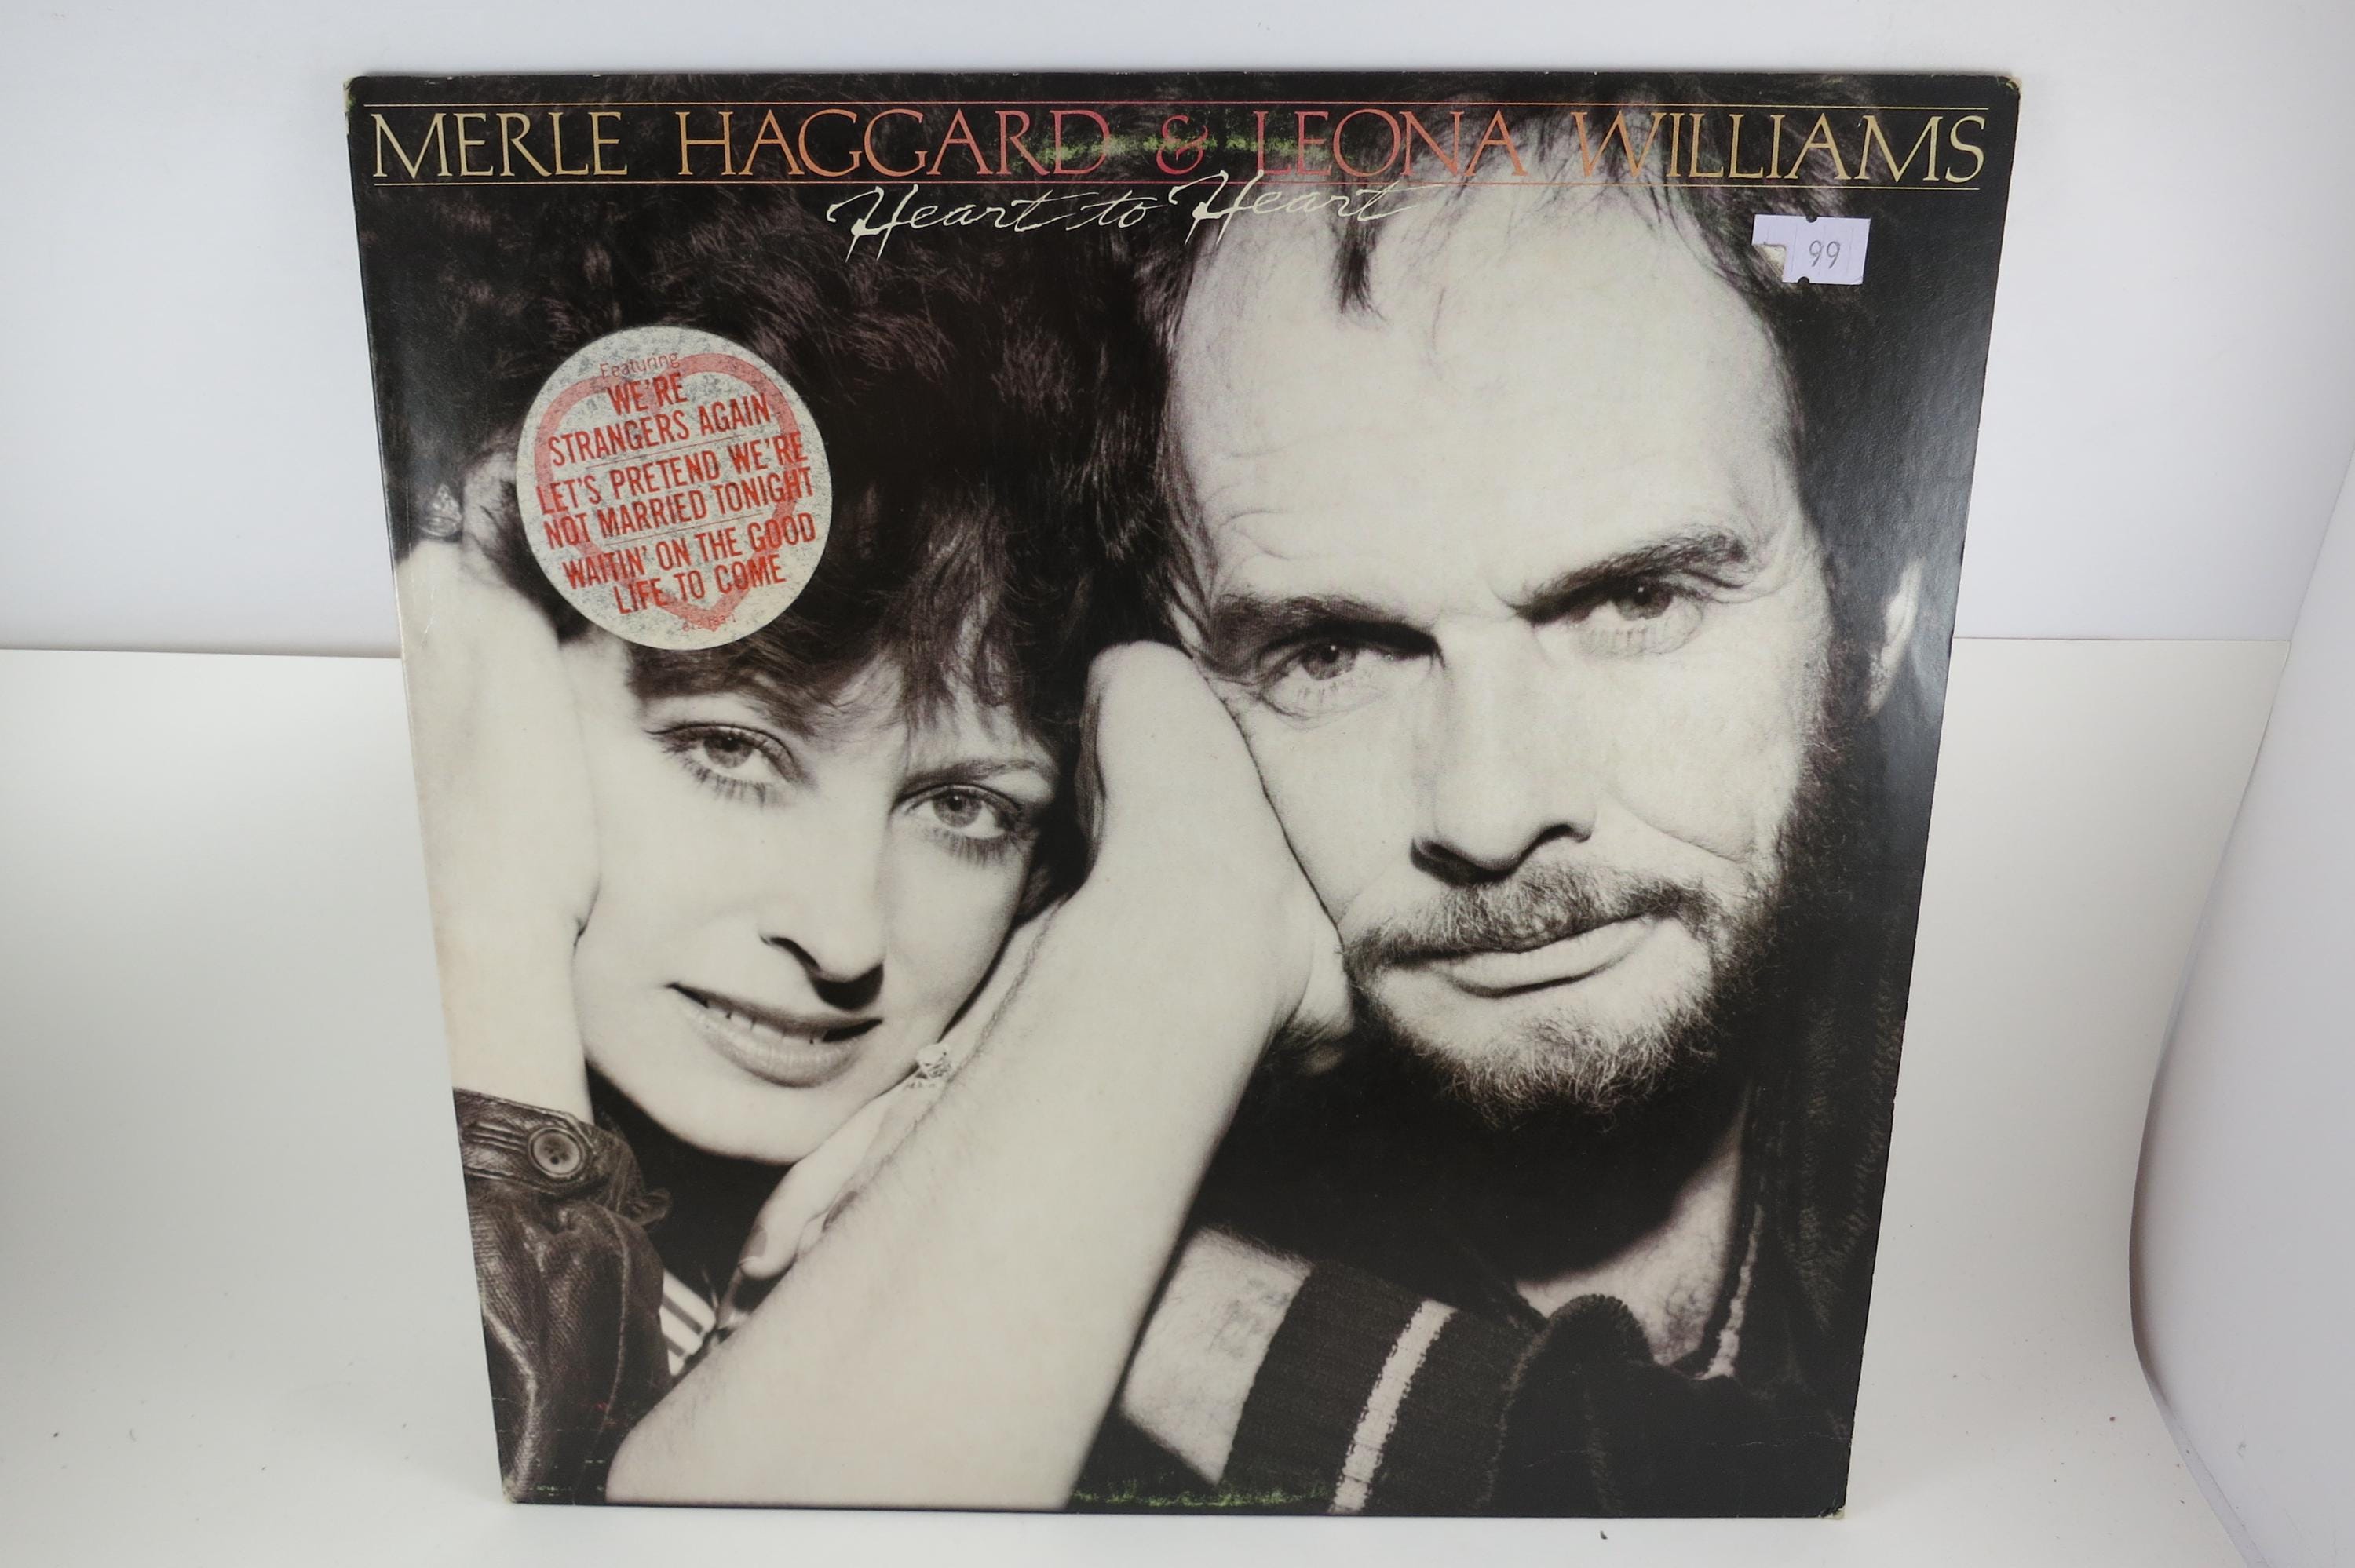 MERLE HAGGARD & LEONA WILLIAMS
Heart to Heart
99
Featuring
WE'RE
STRANGERS AGAIN
LET'S PRETEND WE'RE
NOT MARRIED TONIGHT
WAITIN' ON THE GOOD
LIFE TO COME